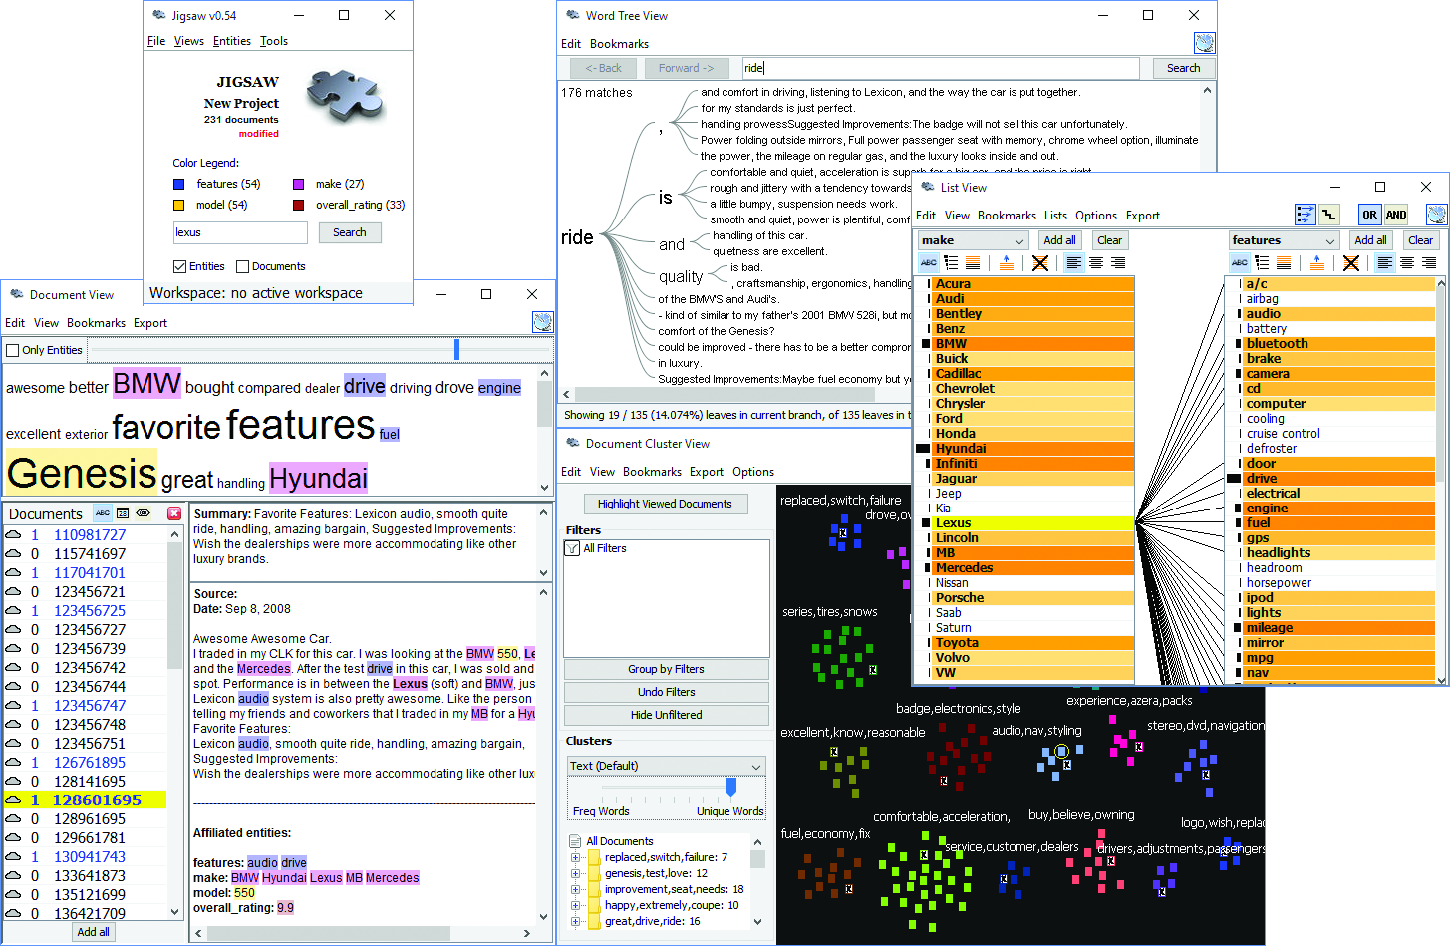 Jigsaw v0.54
File Views Entities Tools
JIGSAW
New Project
231 documents
modified
Color Legend:
features (54) make (27)
model (54) overall_rating (33)
lexus Search
Entities Documents
Workspace: no active workspace
Document View
Edit View Bookmarks Export
Only Entities
awesome better BMW bought compared dealer drive driving drove engine
excellent exterior favorite features fuel
Genesis great handling Hyundai
Documents ABC
1 110981727
0 115741697
1 117041701
0 123456721
1 123456725
0 123456727
0 123456739
0 123456742
0 123456744
1 123456747
0 123456748
0 123456751
1 126761895
0 128141695
1 128601695
0 128961695
0 129661781
1 130941743
0 133641873
0 135121699
0 136421709
Add all
Summary: Favorite Features: Lexicon audio, smooth quite
ride, handling, amazing bargain, Suggested Improvements:
Wish the dealerships were more accommocating like other
luxury brands.
Source:
Date: Sep 8, 2008
Awesome Awesome Car.
I traded in my CLK for this car. I was looking at the BMW 550, Le
and the Mercedes. After the test drive in this car, I was sold and
spot. Performance is in between the Lexus (soft) and BMW, jus
Lexicon audio system is also pretty awesome. Like the person
telling my friends and coworkers that I traded in my MB for a Hyu
Favorite Features:
Lexicon audio, smooth quite ride, handling, amazing bargain,
Suggested Improvements:
Wish the dealerships were more accommocating like other lux
Affiliated entities:
features: audio drive
make: BMW Hyundai Lexus MB Mercedes
model: 550
overall_rating: 9.9
Word Tree View
Edit Bookmarks
<- Back Forward -> ride Search
176 matches
ride
,
and comfort in driving, listening to Lexicon, and the way the car is put together.
for my standards is just perfect.
handing prowessSuggested Improvements:The badge will not sel this car unfortunately.
Power folding outside mirrors, Full power passenger seat with memory, chrome wheel option, illuminate
the power, the mileage on regular gas, and the luxury looks inside and out.
is
comfortable and quiet, acceleration is superb for a big car, and the price is right
rough and jittery with a tendency towards
a little bumpy, suspension needs work.
smooth and quiet, power is plentiful, comf
and
handling of this car.
quetness are excellent.
quality
is bad.
, craftsmanship, ergonomics, handling
of the BMW'S and Audi's.
- kind of similar to my father's 2001 BMW 528i, but mo
comfort of the Genesis?
could be improved - there has to be a better compron
in luxury.
Suggested Improvements:Maybe fuel economy but yo
Showing 19 / 135 (14.074%) leaves in current branch, of 135 leaves in t
Document Cluster View
Edit View Bookmarks Export Options
Highlight Viewed Documents
Filters
All Filters
Group by Filters
Undo Filters
Hide Unfiltered
Clusters
Text (Default)
Freq Words Unique Words
All Documents
replaced,switch,failure: 7
genesis,test,love: 12
improvement,seat,needs: 18
happy,extremely,coupe: 10
great,drive,ride: 16
replaced,switch,failure
drove,ov
series,tires,snows
badge,electronics,style
experience,azera,packs
excellent,know,reasonable
audio,nav,styling
stereo,dvd,navigation
comfortable,acceleration,
buy,believe,owning
logo,wish,replac
fuel,economy,fix
service,customer,dealers
drivers,adjustments,passengers
List View
Edit View Bookmarks Lists Options Export OR AND
make Add all Clear
ABC
Acura
Audi
Bentley
Benz
BMW
Buick
Cadillac
Chevrolet
Chrysler
Ford
Honda
Hyundai
Infiniti
Jaguar
Jeep
Kia
Lexus
Lincoln
MB
Mercedes
Nissan
Porsche
Saab
Saturn
Toyota
Volvo
VW
features Add all Clear
ABC
a/c
airbag
audio
battery
bluetooth
brake
camera
cd
computer
cooling
cruise control
defroster
door
drive
electrical
engine
fuel
gps
headlights
headroom
horsepower
ipod
lights
mileage
mirror
mpg
nav